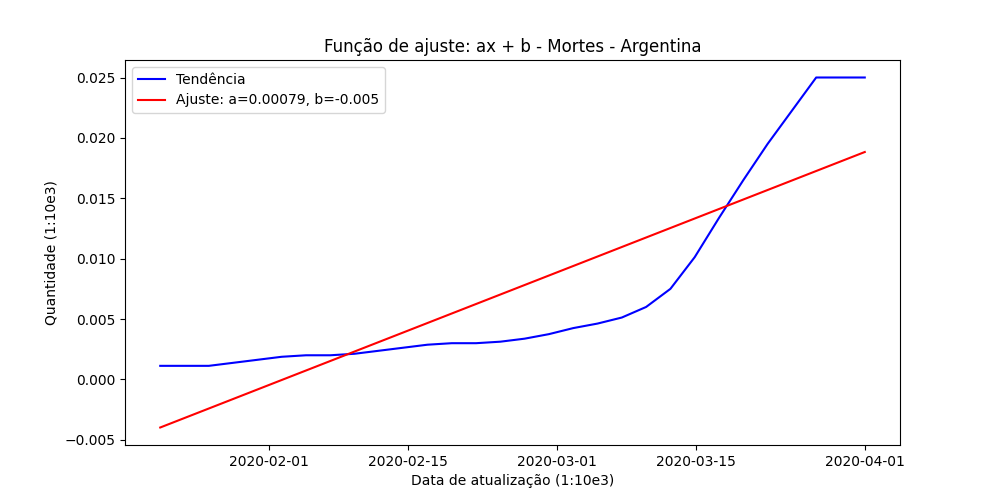 Função de ajuste: ax + b - Mortes - Argentina
Tendência
Ajuste: a=0.00079, b=-0.005
0.025
0.020
0.015
0.010
0.005
0.000
−0.005
Quantidade (1:10e3)
2020-02-01 2020-02-15 2020-03-01 2020-03-15 2020-04-01
Data de atualização (1:10e3)